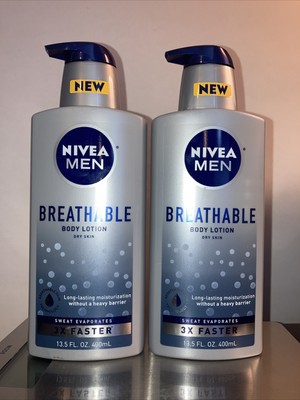 NEW
NIVEA
MEN
BREATHABLE
BODY LOTION
DRY SKIN
Long-lasting moisturization
without a heavy barrier
SWEAT EVAPORATES
3X FASTER
13.5 FL OZ. 400mL
NEW
NIVEA
MEN
BREATHABLE
BODY LOTION
DRY SKIN
Long-lasting moisturization
without a heavy barrier
SWEAT EVAPORATES
3X FASTER
13.5 FL OZ. 400mL